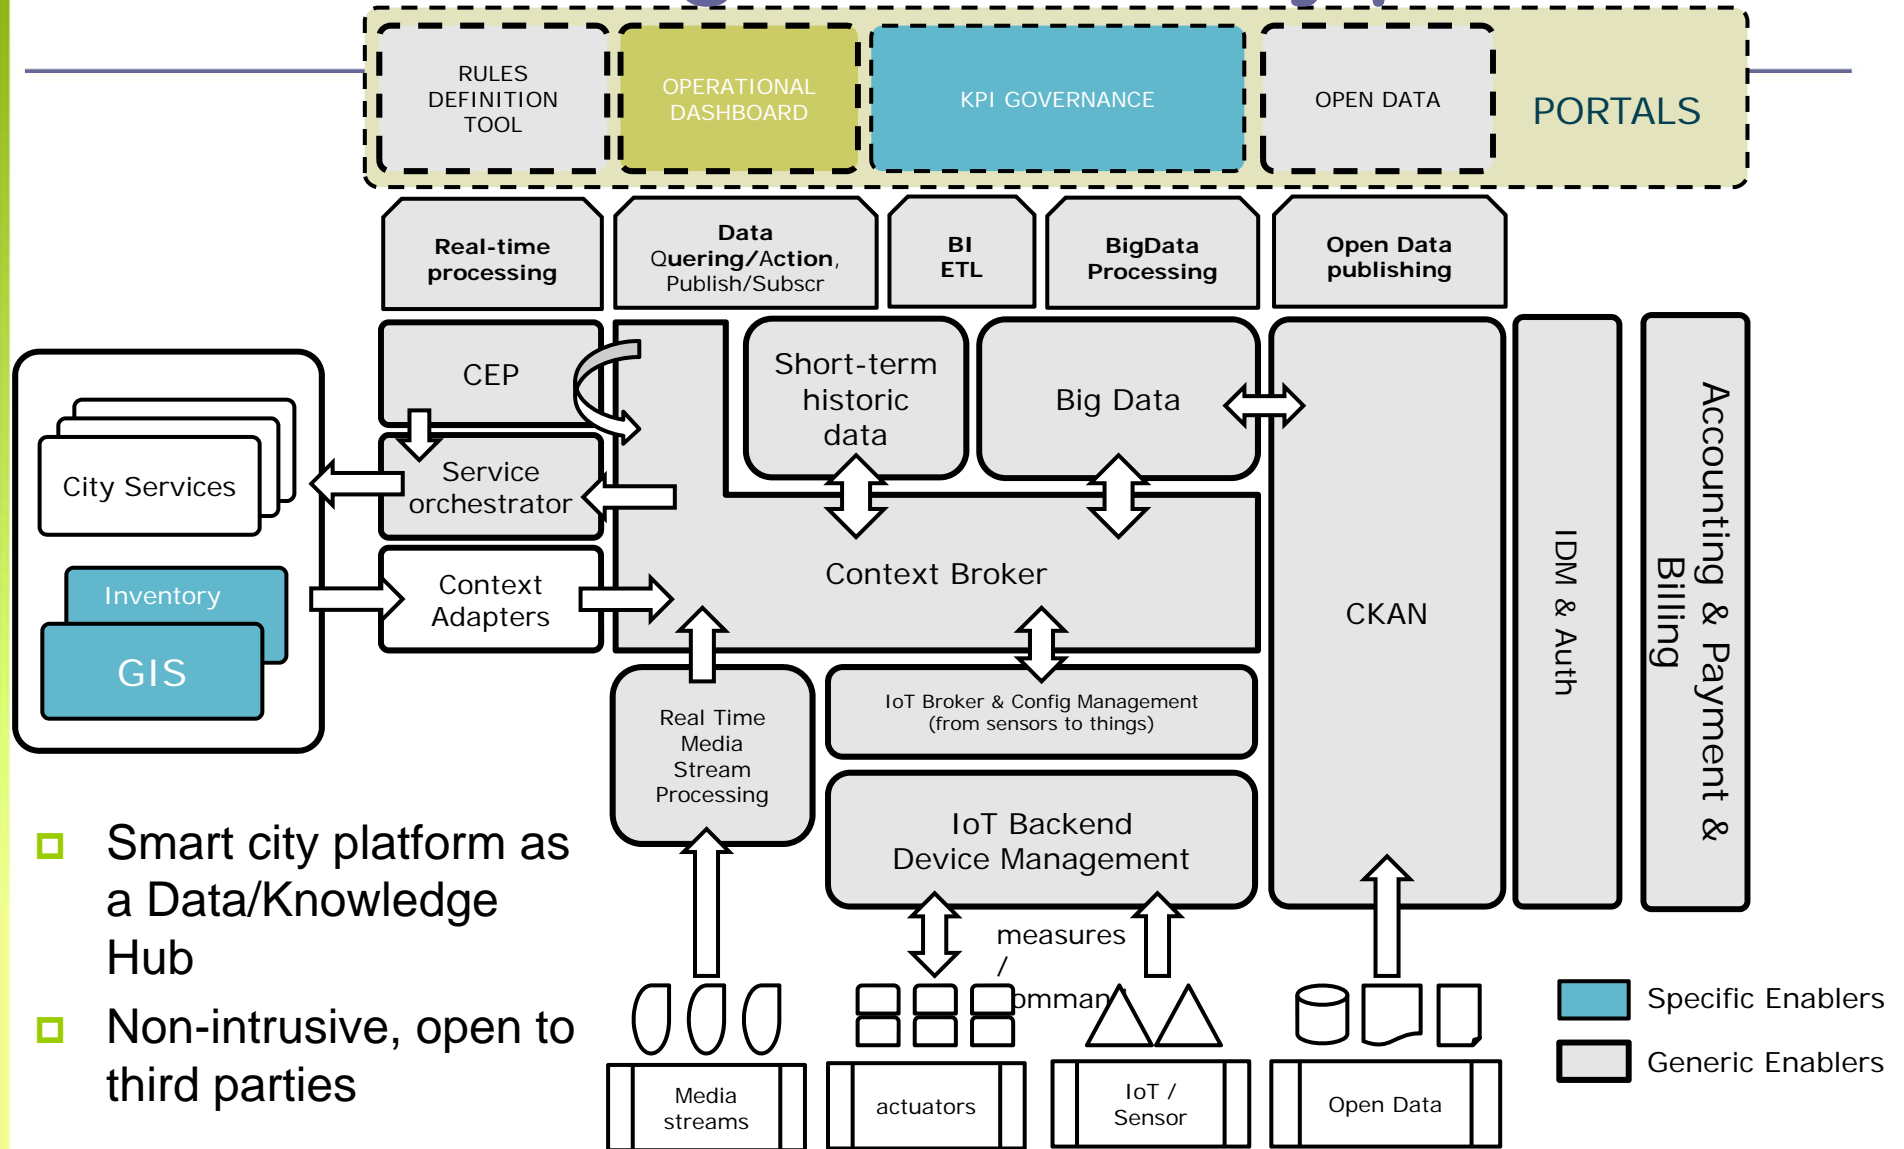 RULES
DEFINITION
TOOL
OPERATIONAL
DASHBOARD
KPI GOVERNANCE
OPEN DATA
PORTALS
Real-time
processing
Data
Quering/Action,
Publish/Subscr
BI
ETL
BigData
Processing
Open Data
publishing
CEP
Short-term
historic
data
Big Data
City Services
Service
orchestrator
Context Broker
Inventory
GIS
Context
Adapters
CKAN
IDM & Auth
Accounting & Payment &
Billing
IoT Broker & Config Management
(from sensors to things)
Real Time
Media
Stream
Processing
IoT Backend
Device Management
measures
/
Smart city platform as
a Data/Knowledge
Hub
Non-intrusive, open to
third parties
Media
streams
actuators
IoT /
Sensor
Open Data
Specific Enablers
Generic Enablers